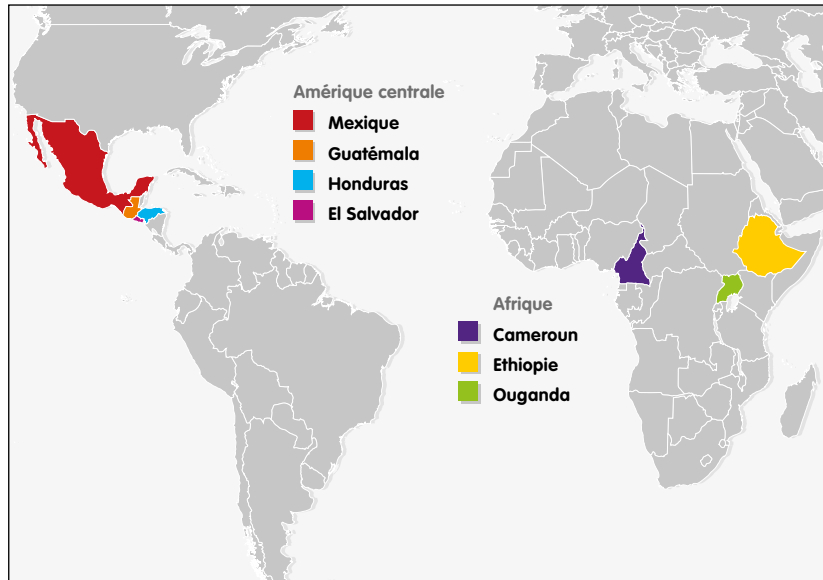 Amérique centrale
Mexique
Guatémala
Honduras
El Salvador
Afrique
Cameroun
Ethiopie
Ouganda